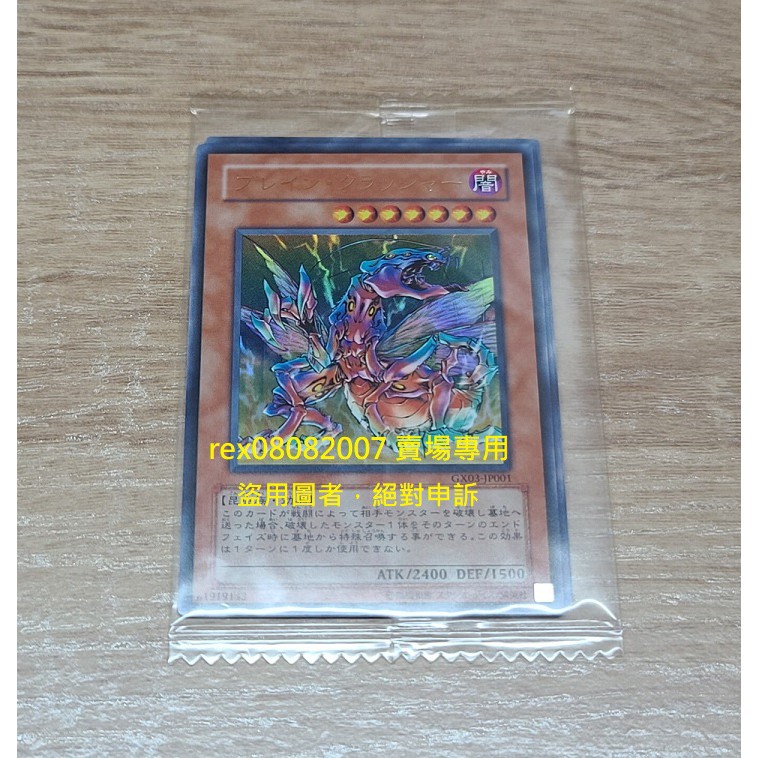 ブレイン・クラッシャー
闇
rex08082007 賣場專用
GX03-JP001
盜用圖者，絕對申訴
このカードが戦闘によって相手モンスターを破壊し墓地へ
送った場合、破壊したモンスター1体をそのターンのエンド
フェイズ時に墓地から特殊召喚する事ができる。この効果
は1ターンに1度しか使用できない。
ATK/2400 DEF/1500